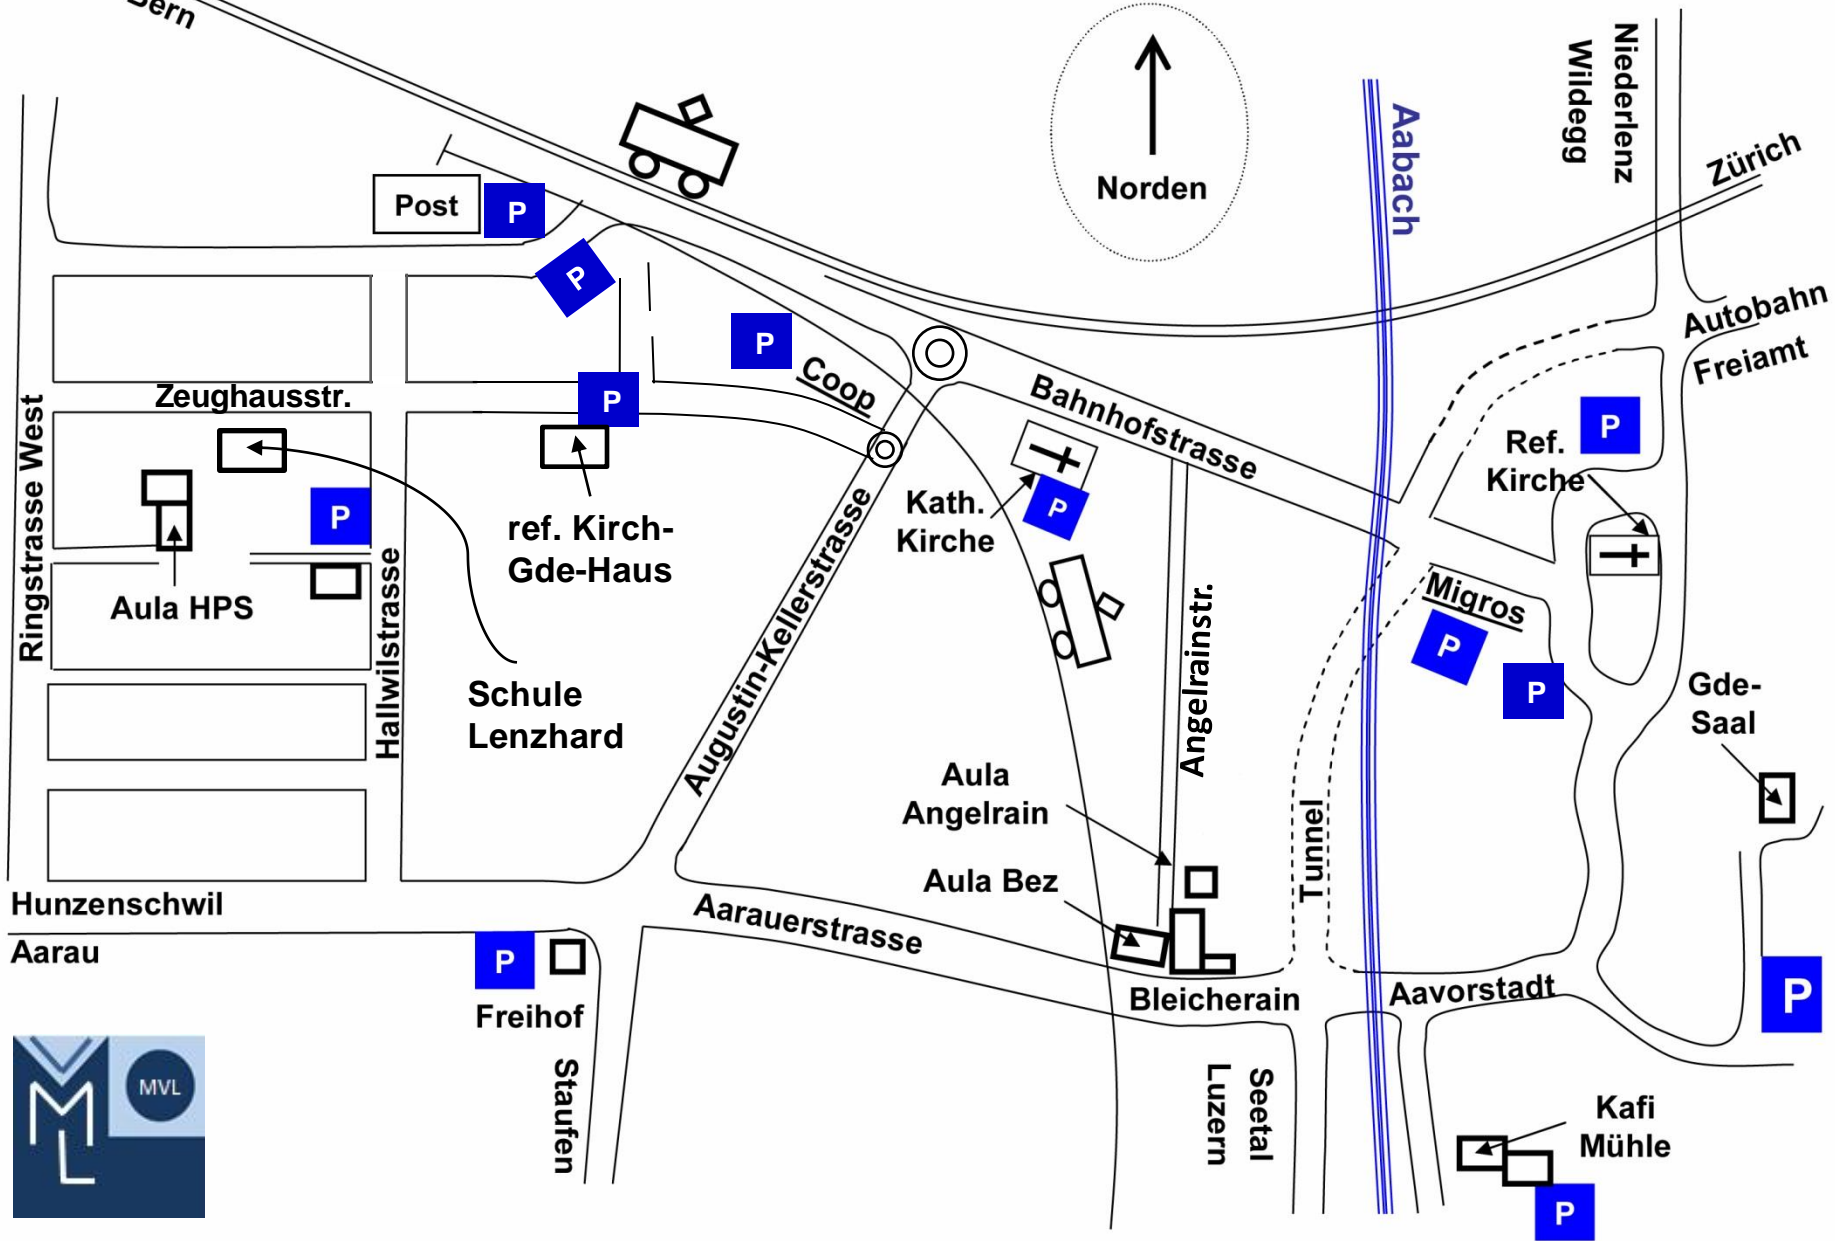 Bern
Niederlenz
Wildegg
Zürich
Aabach
Norden
Post
P
P
Autobahn
Freiamt
P
Coop
P
Zeughausstr.
Bahnhofstrasse
Ringstrasse West
P
Ref.
Kirche
P
Kath.
Kirche
P
ref. Kirch-
Gde-Haus
Aula HPS
Hallwilstrasse
Augustin-Kellerstrasse
Angelrainstr.
Migros
P
P
Schule
Lenzhard
Gde-
Saal
Aula
Angelrain
Tunnel
Aula Bez
Hunzenschwil
Aarau
Aarauerstrasse
P
Freihof
Bleicherain
Aavorstadt
P
Staufen
Luzern
Seetal
Kafi
Mühle
P
VML
MVL